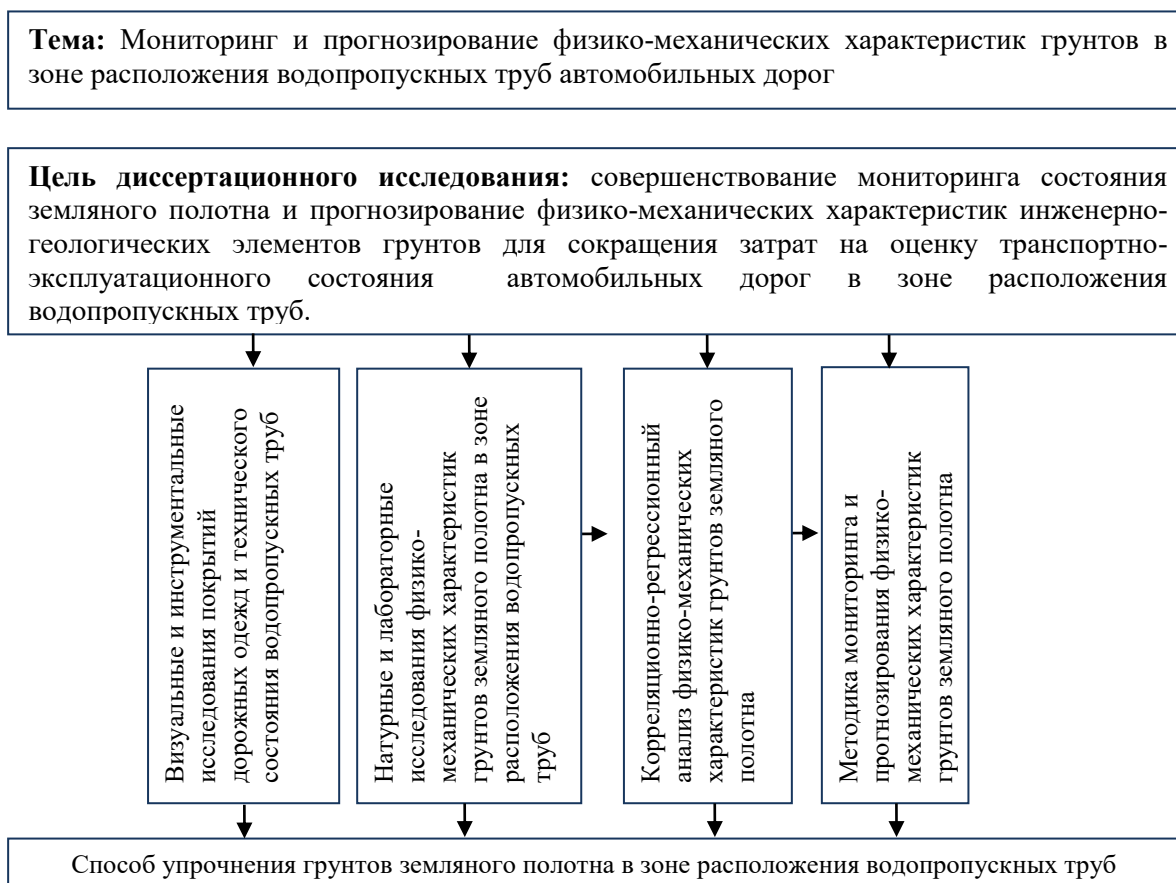 Тема: Мониторинг и прогнозирование физико-механических характеристик грунтов в
зоне расположения водопропускных труб автомобильных дорог
Цель диссертационного исследования: совершенствование мониторинга состояния
земляного полотна и прогнозирование физико-механических характеристик инженерно-
геологических элементов грунтов для сокращения затрат на оценку транспортно-
эксплуатационного состояния автомобильных дорог в зоне расположения
водопропускных труб.
Визуальные и инструментальные
исследования покрытий
дорожных одежд и технического
состояния водопропускных труб
Натурные и лабораторные
исследования физико-
механических характеристик
грунтов земляного полотна в зоне
расположения водопропускных
труб
Корреляционно-регрессионный
анализ физико-механических
характеристик грунтов земляного
полотна
Методика мониторинга и
прогнозирования физико-
механических характеристик
грунтов земляного полотна
Способ упрочнения грунтов земляного полотна в зоне расположения водопропускных труб